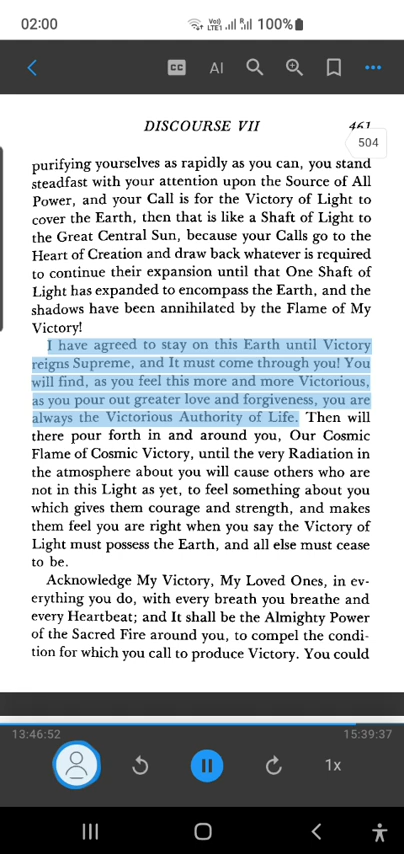 02:00
Vo)) LTE1 R 100%
CC AI
DISCOURSE VII 461
504
purifying yourselves as rapidly as you can, you stand
steadfast with your attention upon the Source of All
Power, and your Call is for the Victory of Light to
cover the Earth, then that is like a Shaft of Light to
the Great Central Sun, because your Calls go to the
Heart of Creation and draw back whatever is required
to continue their expansion until that One Shaft of
Light has expanded to encompass the Earth, and the
shadows have been annihilated by the Flame of My
Victory!
I have agreed to stay on this Earth until Victory
reigns Supreme, and It must come through you! You
will find, as you feel this more and more Victorious,
as you pour out greater love and forgiveness, you are
always the Victorious Authority of Life. Then will
there pour forth in and around you, Our Cosmic
Flame of Cosmic Victory, until the very Radiation in
the atmosphere about you will cause others who are
not in this Light as yet, to feel something about you
which gives them courage and strength, and makes
them feel you are right when you say the Victory of
Light must possess the Earth, and all else must cease
to be.
Acknowledge My Victory, My Loved Ones, in ev-
erything you do, with every breath you breathe and
every Heartbeat; and It shall be the Almighty Power
of the Sacred Fire around you, to compel the condi-
tion for which you call to produce Victory. You could
13:46:52 15:39:37
1x